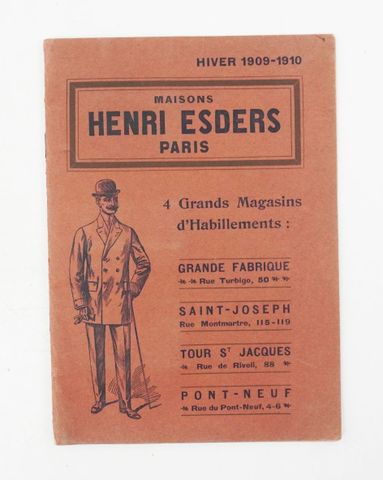 HIVER 1909-1910
MAISONS
HENRI ESDERS
PARIS
4 Grands Magasins
d'Habillements :
GRANDE FABRIQUE
Rue Turbigo, 50
SAINT-JOSEPH
Rue Montmartre, 115-119
TOUR ST JACQUES
Rue de Rivoli, 88
PONT-NEUF
Rue du Pont-Neuf, 4-6